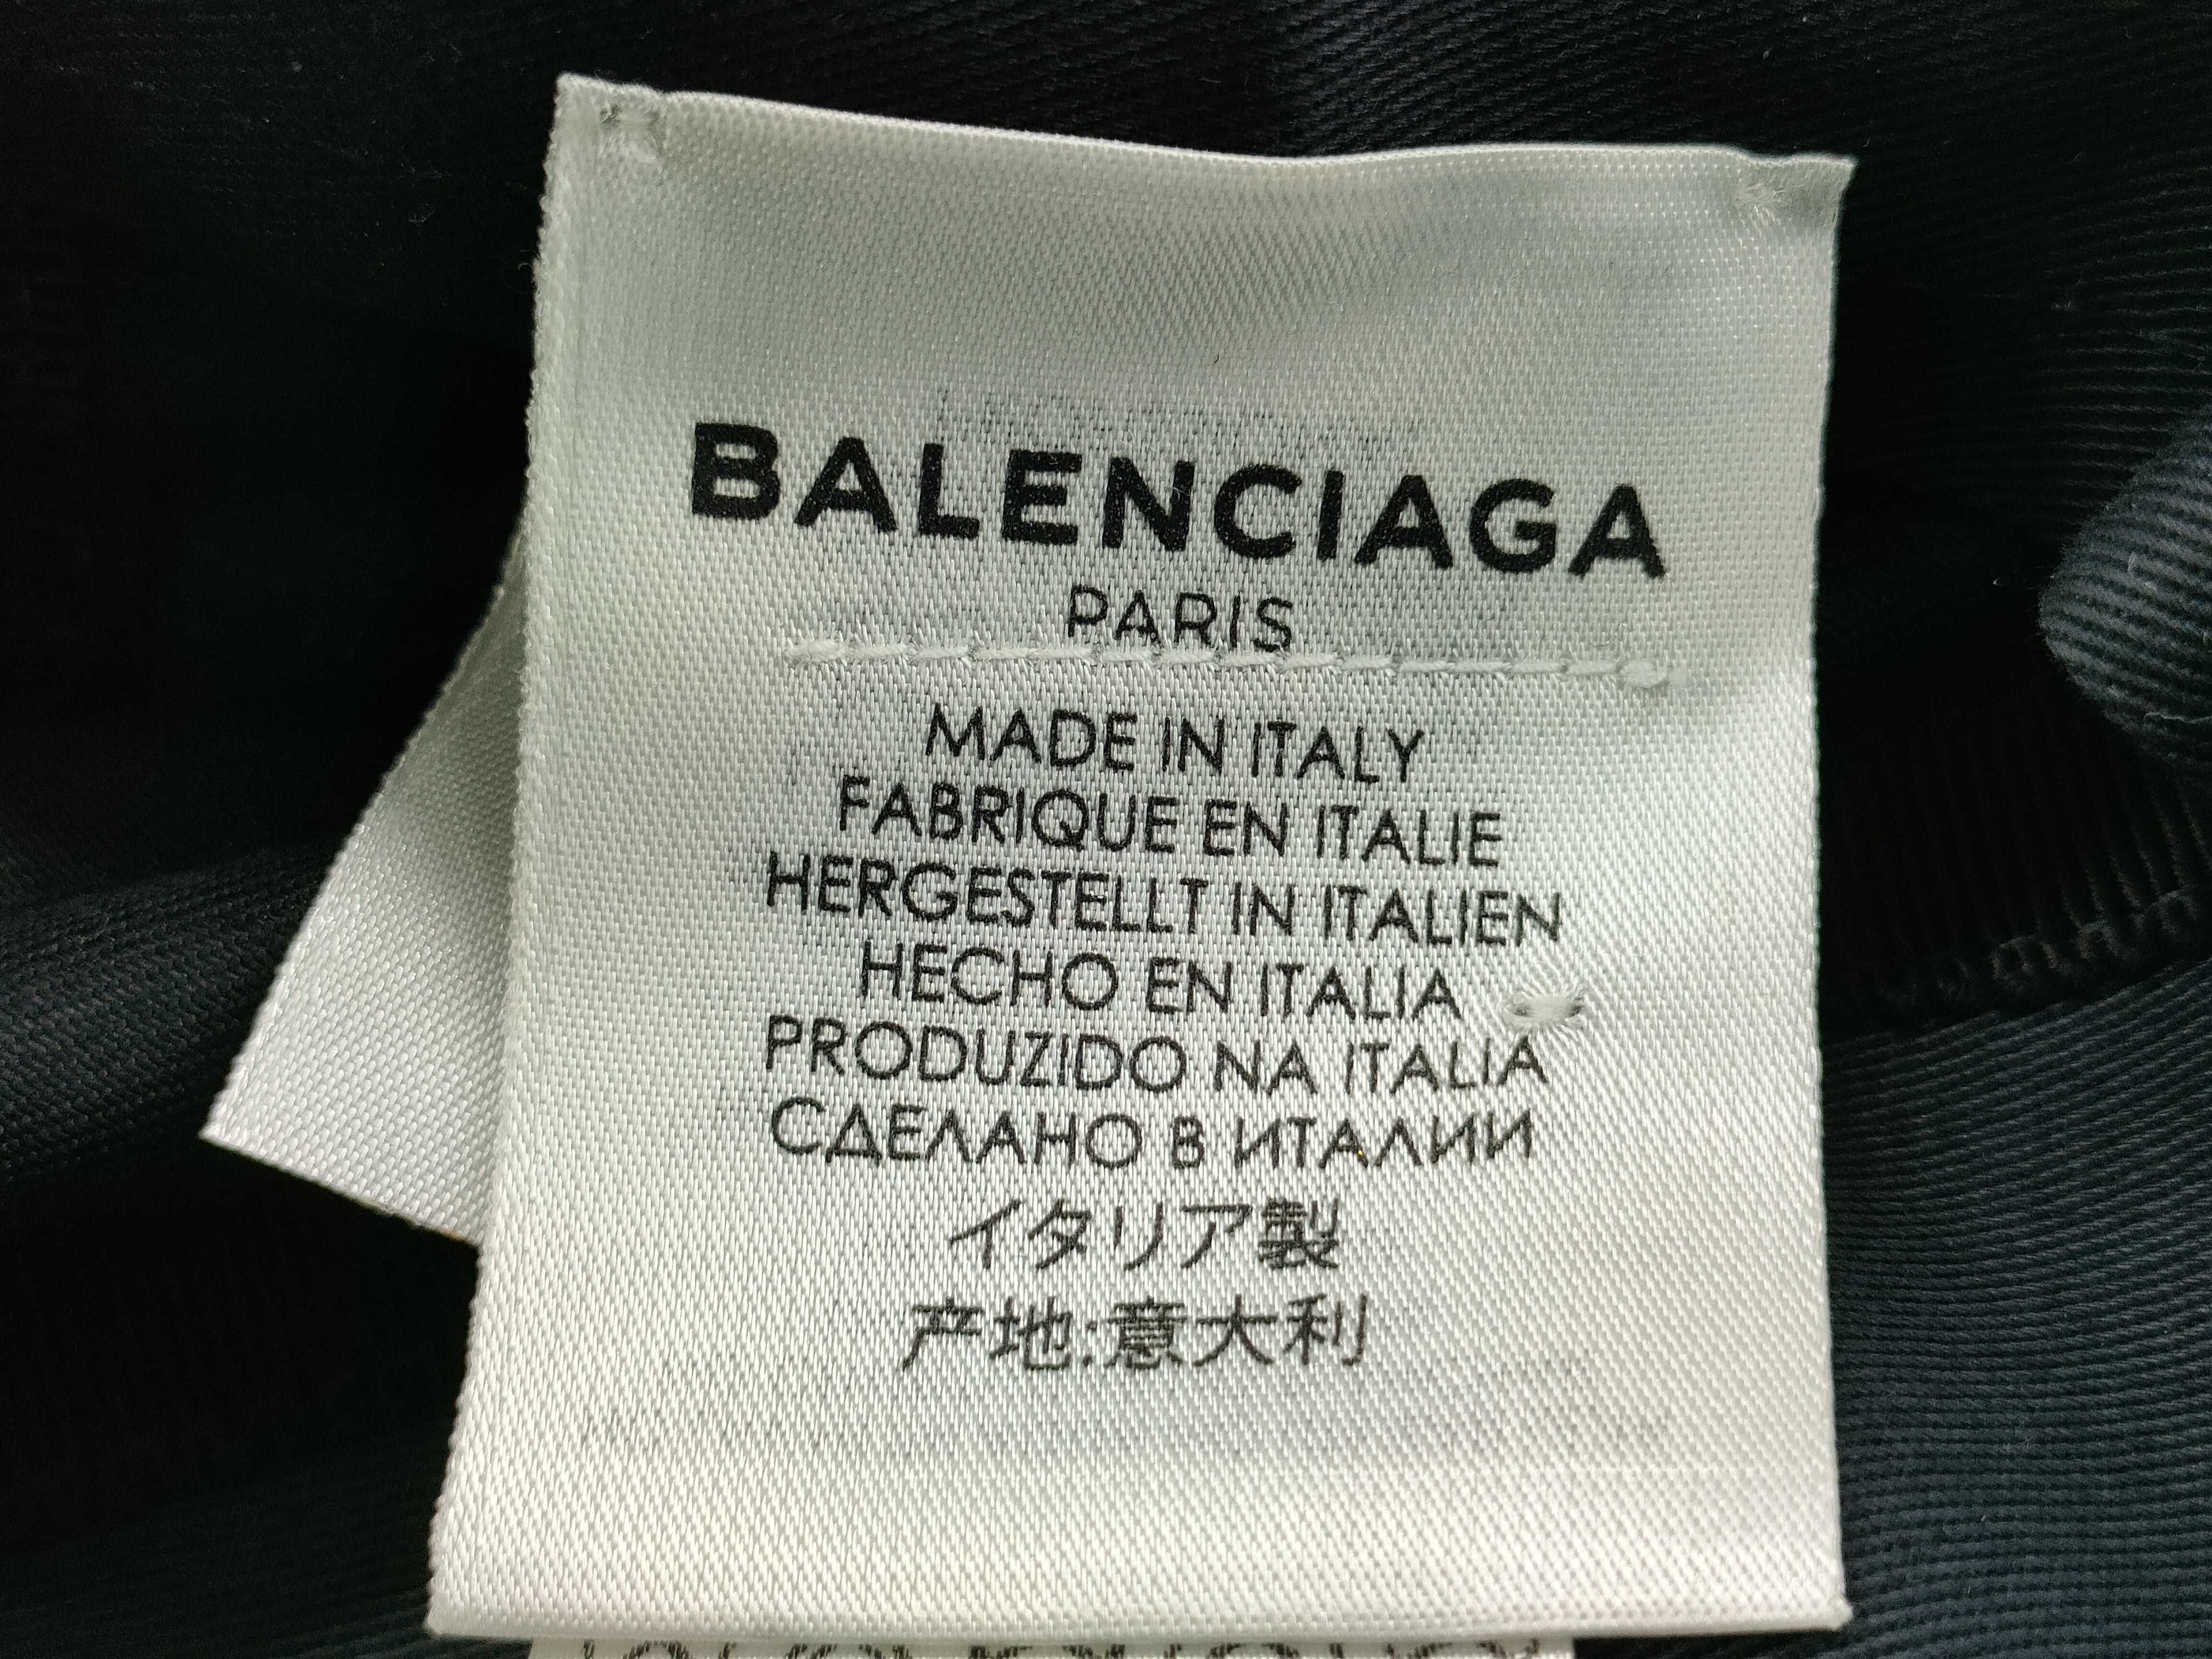 BALENCIAGA
PARIS
MADE IN ITALY
FABRIQUE EN ITALIE
HERGESTELLT IN ITALIEN
HECHO EN ITALIA
PRODUZIDO NA ITALIA
СДЕЛАНО В ИТАЛИИ
イタリア製
产地:意大利